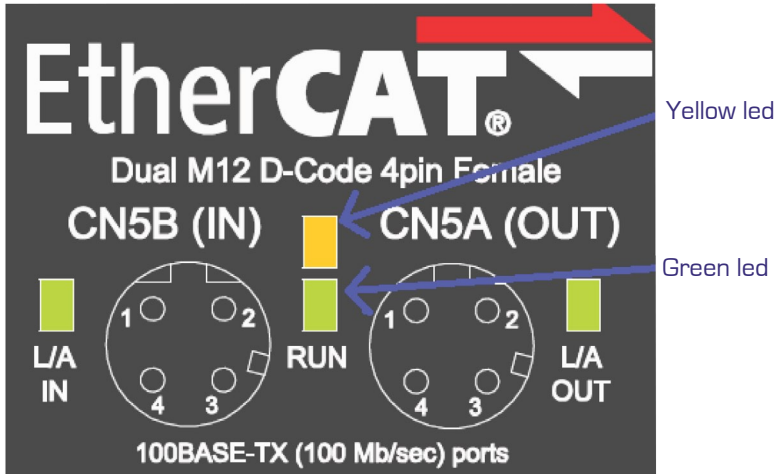 EtherCAT®
Yellow led
Dual M12 D-Code 4pin Female
CN5B (IN) CN5A (OUT)
Green led
1 2 1 2
L/A IN RUN L/A OUT
4 3 4 3
100BASE-TX (100 Mb/sec) ports